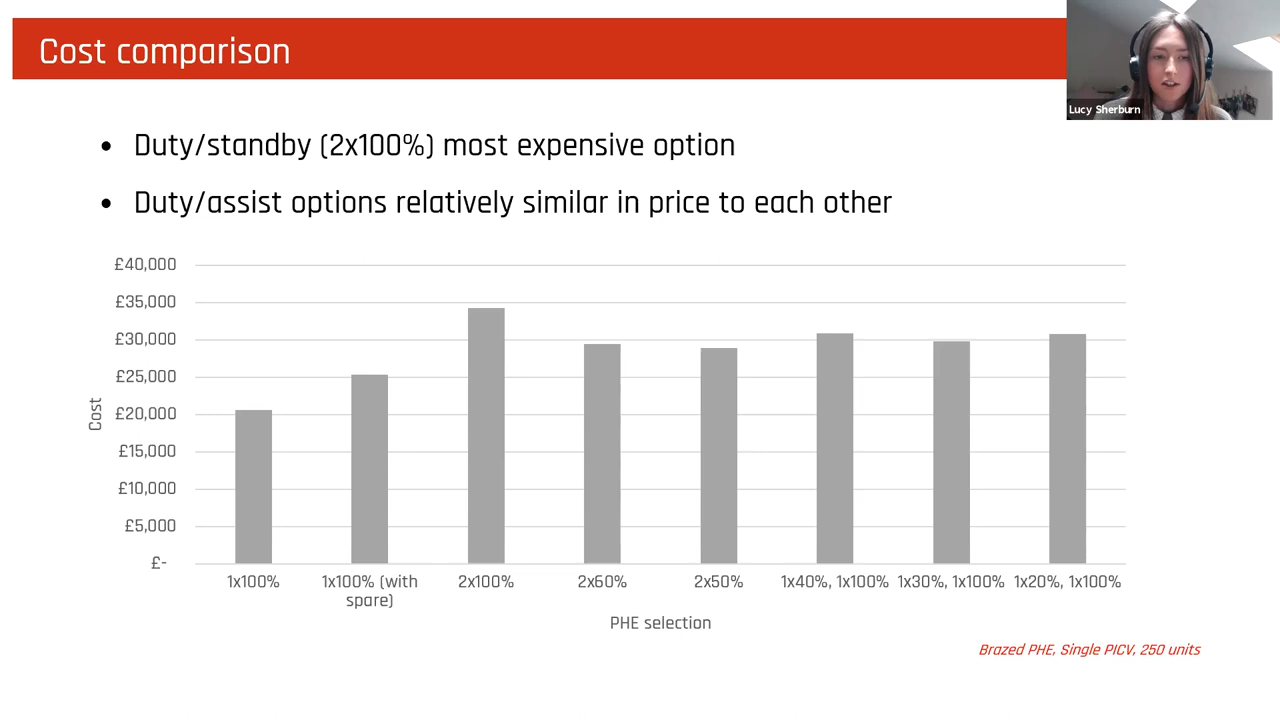 Cost comparison
Lucy Sherburn
• Duty/standby (2x100%) most expensive option
• Duty/assist options relatively similar in price to each other
£40,000
£35,000
£30,000
£25,000
£20,000
£15,000
£10,000
£5,000
£-
Cost
1x100%
1x100% (with
spare)
2x100%
2x60%
2x50%
1x40%, 1x100%
1x30%, 1x100%
1x20%, 1x100%
PHE selection
Brazed PHE, Single PICV, 250 units